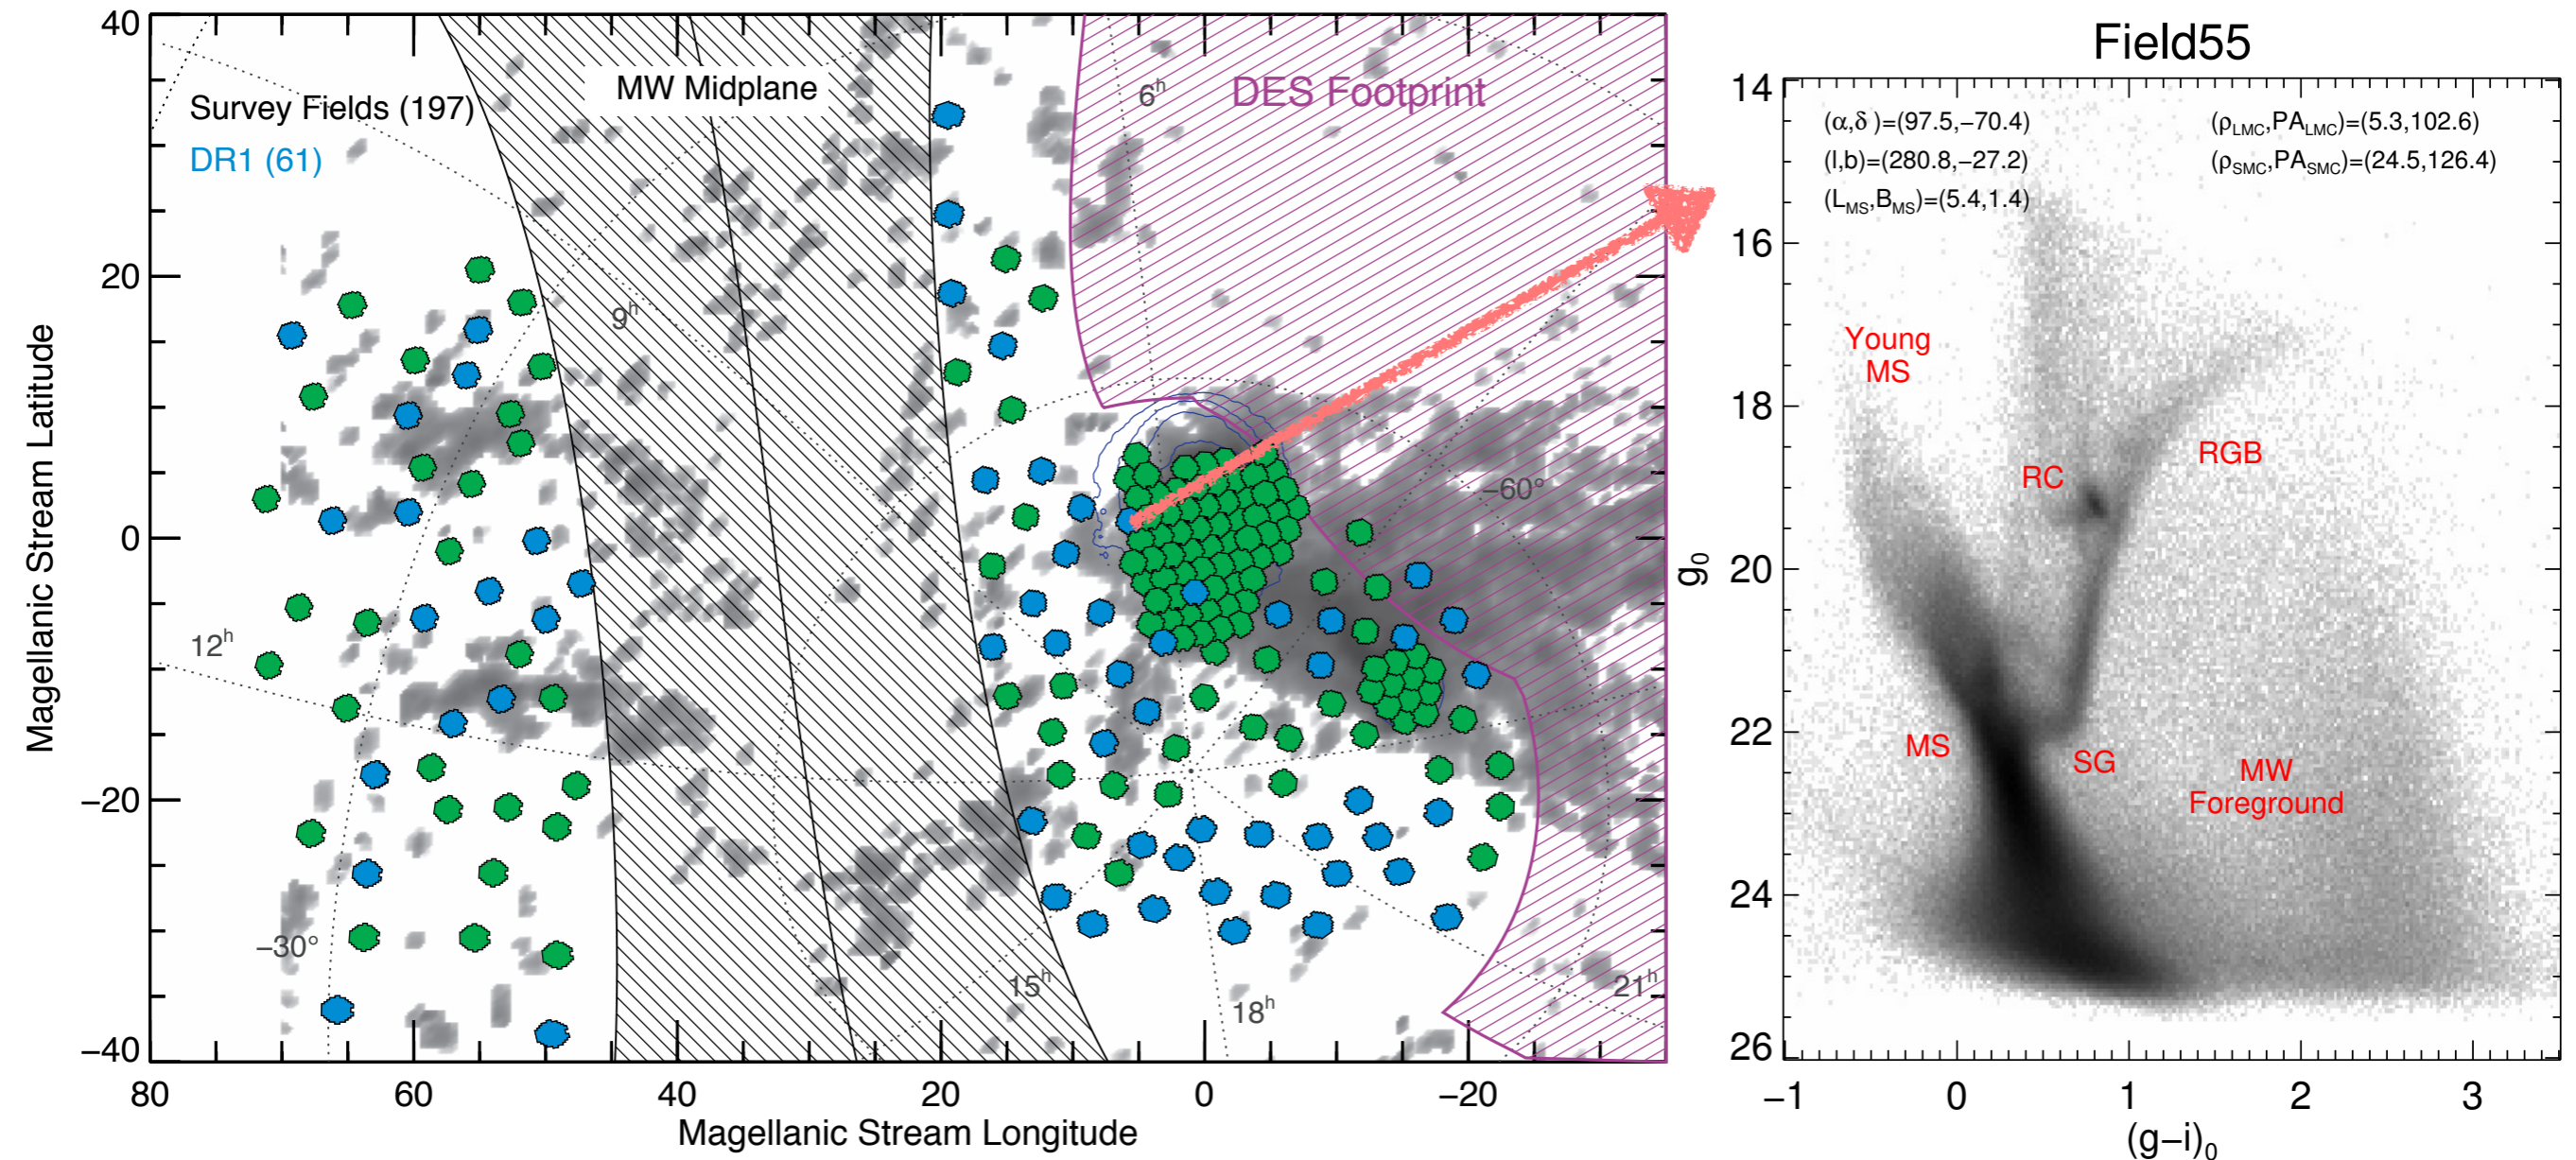 Survey Fields (197)
DR1 (61)
MW Midplane
DES Footprint
6h
9h
12h
15h
18h
21h
−60°
−30°
40
20
0
−20
−40
80
60
40
20
0
−20
Magellanic Stream Latitude
Magellanic Stream Longitude
Field55
(α,δ)=(97.5,−70.4)
(l,b)=(280.8,−27.2)
(LMS,BMS)=(5.4,1.4)
(ρLMC,PALMC)=(5.3,102.6)
(ρSMC,PASMC)=(24.5,126.4)
Young
MS
RC
RGB
MS
SG
MW
Foreground
14
16
18
20
22
24
26
−1
0
1
2
3
g0
(g−i)0